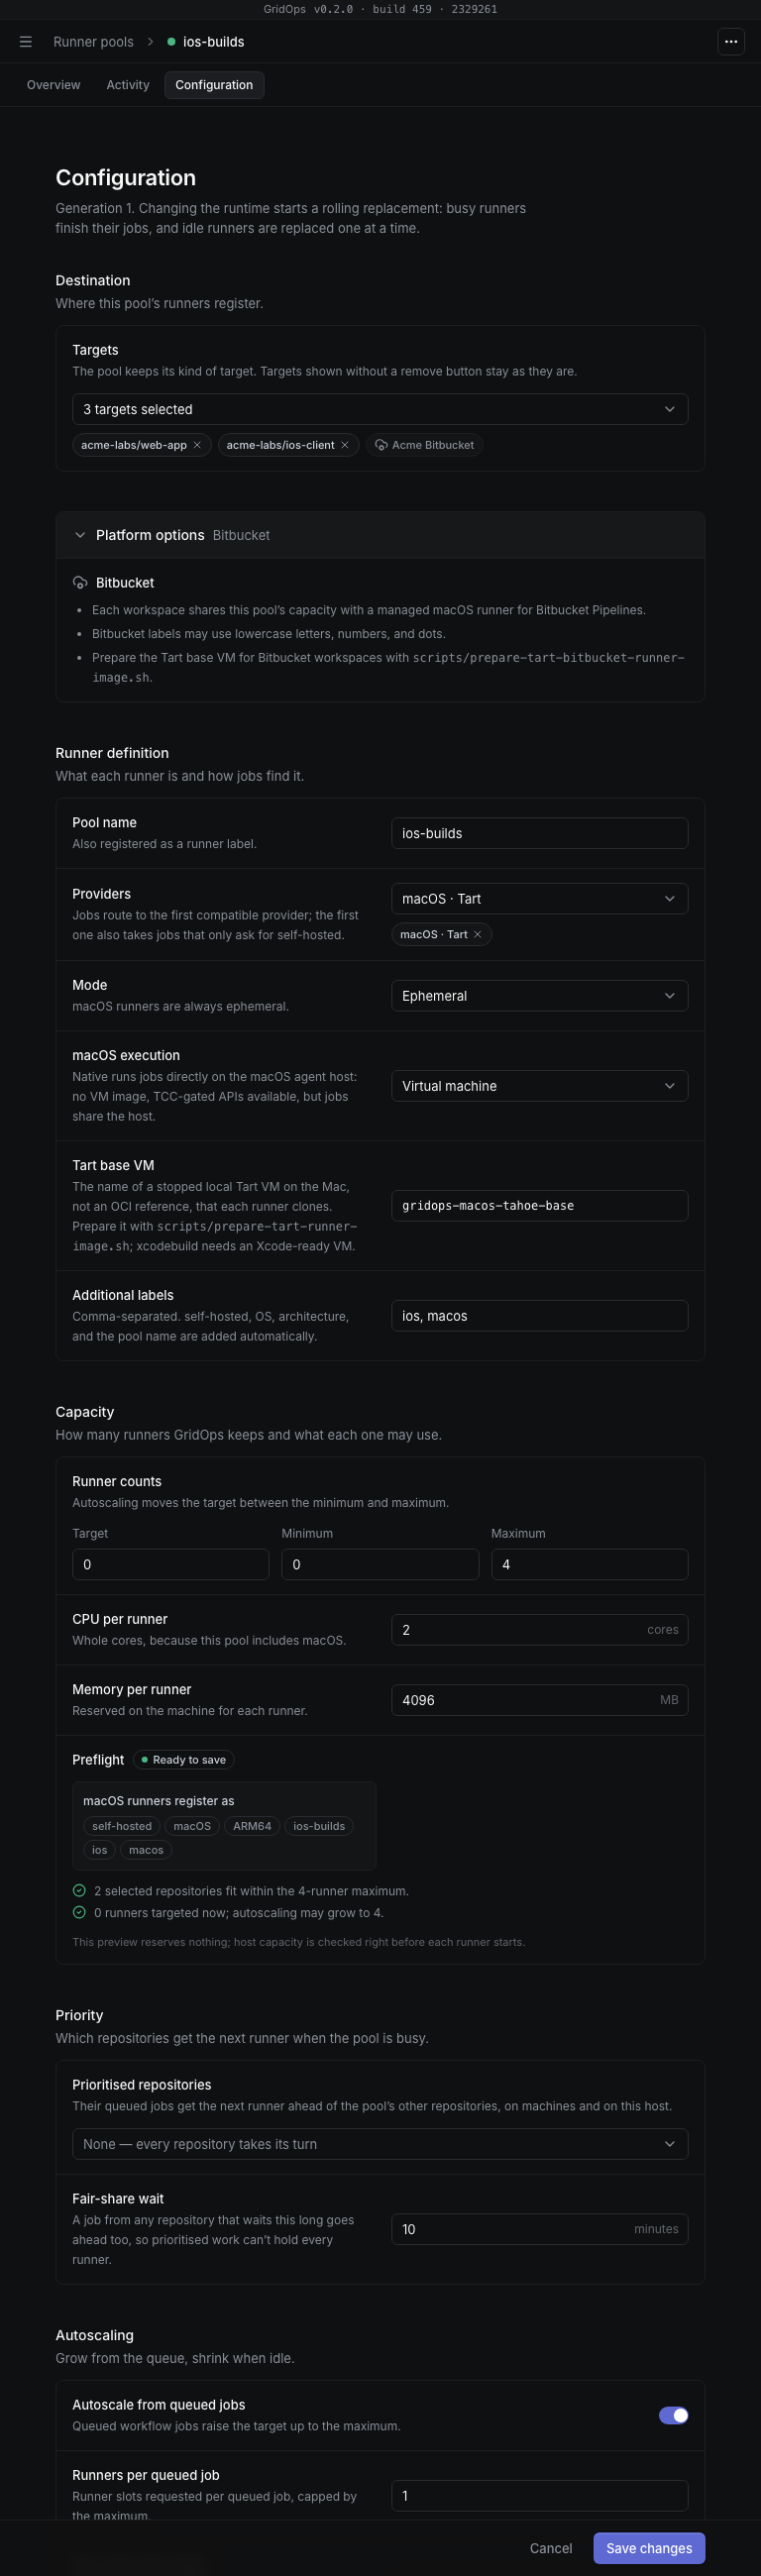 GridOps v0.2.0 · build 459 · 2329261
Runner pools ios-builds
Overview Activity Configuration
Configuration
Generation 1. Changing the runtime starts a rolling replacement: busy runners
finish their jobs, and idle runners are replaced one at a time.
Destination
Where this pool’s runners register.
Targets
The pool keeps its kind of target. Targets shown without a remove button stay as they are.
3 targets selected
acme-labs/web-app acme-labs/ios-client Acme Bitbucket
Platform options Bitbucket
Bitbucket
• Each workspace shares this pool’s capacity with a managed macOS runner for Bitbucket Pipelines.
• Bitbucket labels may use lowercase letters, numbers, and dots.
• Prepare the Tart base VM for Bitbucket workspaces with scripts/prepare-tart-bitbucket-runner-
image.sh.
Runner definition
What each runner is and how jobs find it.
Pool name
Also registered as a runner label.
ios-builds
Providers
Jobs route to the first compatible provider; the first
one also takes jobs that only ask for self-hosted.
macOS · Tart
macOS · Tart
Mode
macOS runners are always ephemeral.
Ephemeral
macOS execution
Native runs jobs directly on the macOS agent host:
no VM image, TCC-gated APIs available, but jobs
share the host.
Virtual machine
Tart base VM
The name of a stopped local Tart VM on the Mac,
not an OCI reference, that each runner clones.
Prepare it with scripts/prepare-tart-runner-
image.sh; xcodebuild needs an Xcode-ready VM.
gridops-macos-tahoe-base
Additional labels
Comma-separated. self-hosted, OS, architecture,
and the pool name are added automatically.
ios, macos
Capacity
How many runners GridOps keeps and what each one may use.
Runner counts
Autoscaling moves the target between the minimum and maximum.
Target Minimum Maximum
0 0 4
CPU per runner
Whole cores, because this pool includes macOS.
2 cores
Memory per runner
Reserved on the machine for each runner.
4096 MB
Preflight Ready to save
macOS runners register as
self-hosted macOS ARM64 ios-builds
ios macos
2 selected repositories fit within the 4-runner maximum.
0 runners targeted now; autoscaling may grow to 4.
This preview reserves nothing; host capacity is checked right before each runner starts.
Priority
Which repositories get the next runner when the pool is busy.
Prioritised repositories
Their queued jobs get the next runner ahead of the pool’s other repositories, on machines and on this host.
None — every repository takes its turn
Fair-share wait
A job from any repository that waits this long goes
ahead too, so prioritised work can’t hold every
runner.
10 minutes
Autoscaling
Grow from the queue, shrink when idle.
Autoscale from queued jobs
Queued workflow jobs raise the target up to the maximum.
Runners per queued job
Runner slots requested per queued job, capped by
the maximum.
1
Cancel Save changes